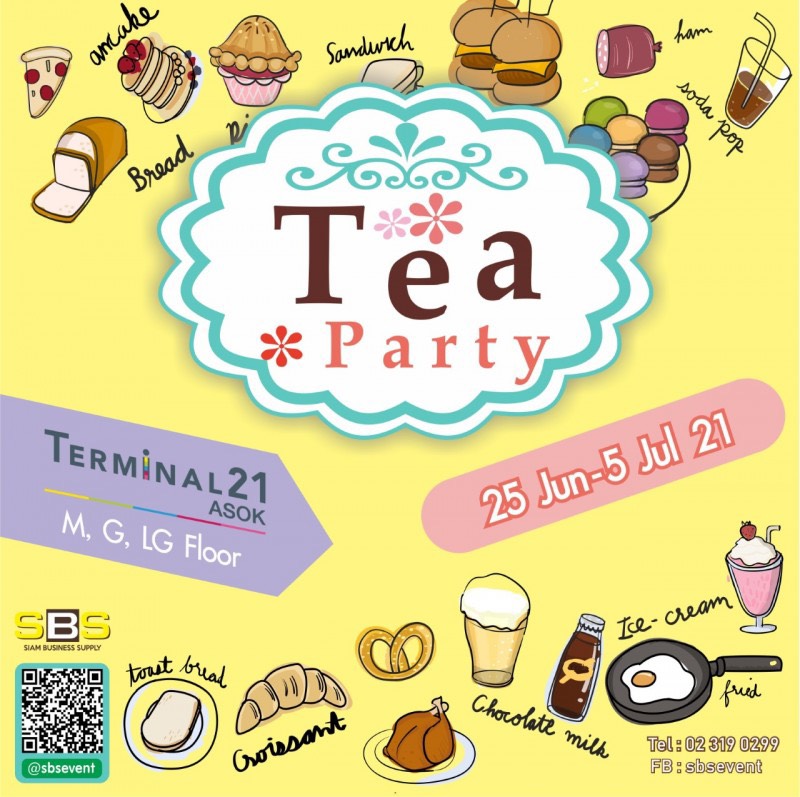 ancake
Sandwich
ham
soda pop
Bread
Tea
Party
TERMINAL21
ASOK
M, G, LG Floor
25 Jun-5 Jul 21
SBS
SIAM BUSINESS SUPPLY
@sbsevent
toast bread
Croissant
Chocolate milk
Ice-cream
fried
Tel : 02 319 0299
FB : sbsevent